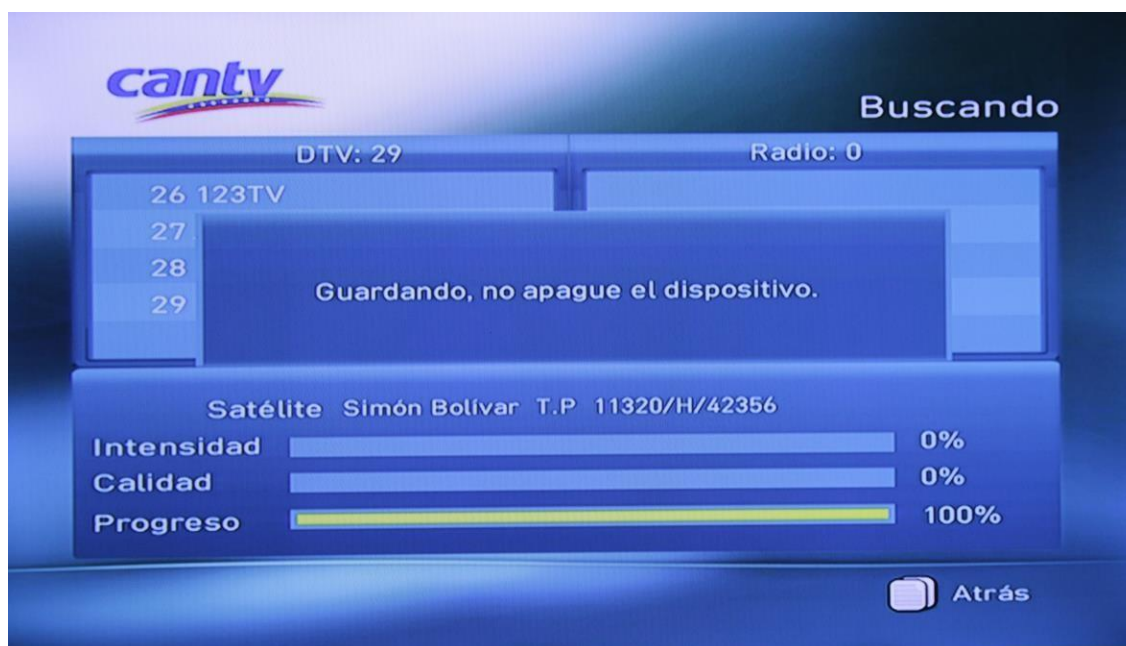 cantv
Buscando
DTV: 29
Radio: 0
26 123TV
27
28
29
Guardando, no apague el dispositivo.
Satélite Simón Bolívar T.P 11320/H/42356
Intensidad 0%
Calidad 0%
Progreso 100%
Atrás